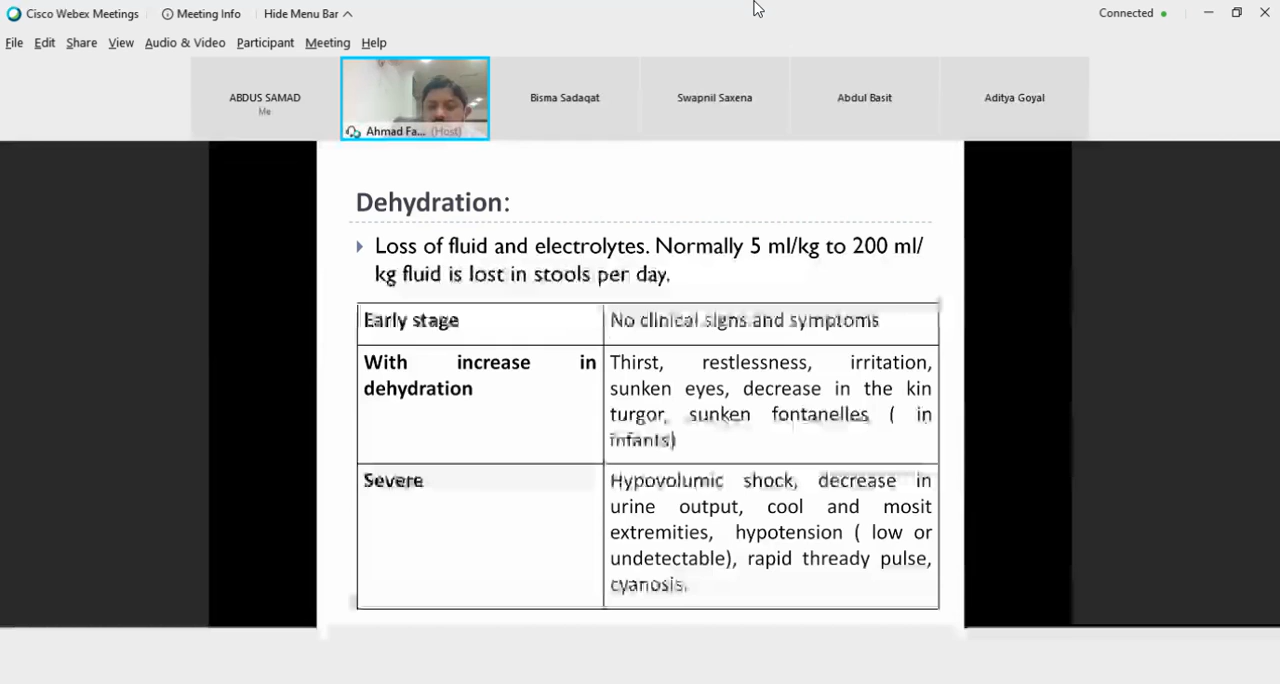 Cisco Webex Meetings Meeting Info Hide Menu Bar Connected
File Edit Share View Audio & Video Participant Meeting Help
ABDUS SAMAD
Me
Ahmad Fa... (Host)
Bisma Sadaqat
Swapnil Saxena
Abdul Basit
Aditya Goyal
Dehydration:
Loss of fluid and electrolytes. Normally 5 ml/kg to 200 ml/
kg fluid is lost in stools per day.
Early stage
No clinical signs and symptoms
With increase in
dehydration
Thirst, restlessness, irritation,
sunken eyes, decrease in the kin
turgor, sunken fontanelles ( in
infants)
Severe
Hypovolumic shock, decrease in
urine output, cool and mosit
extremities, hypotension ( low or
undetectable), rapid thready pulse,
cyanosis.